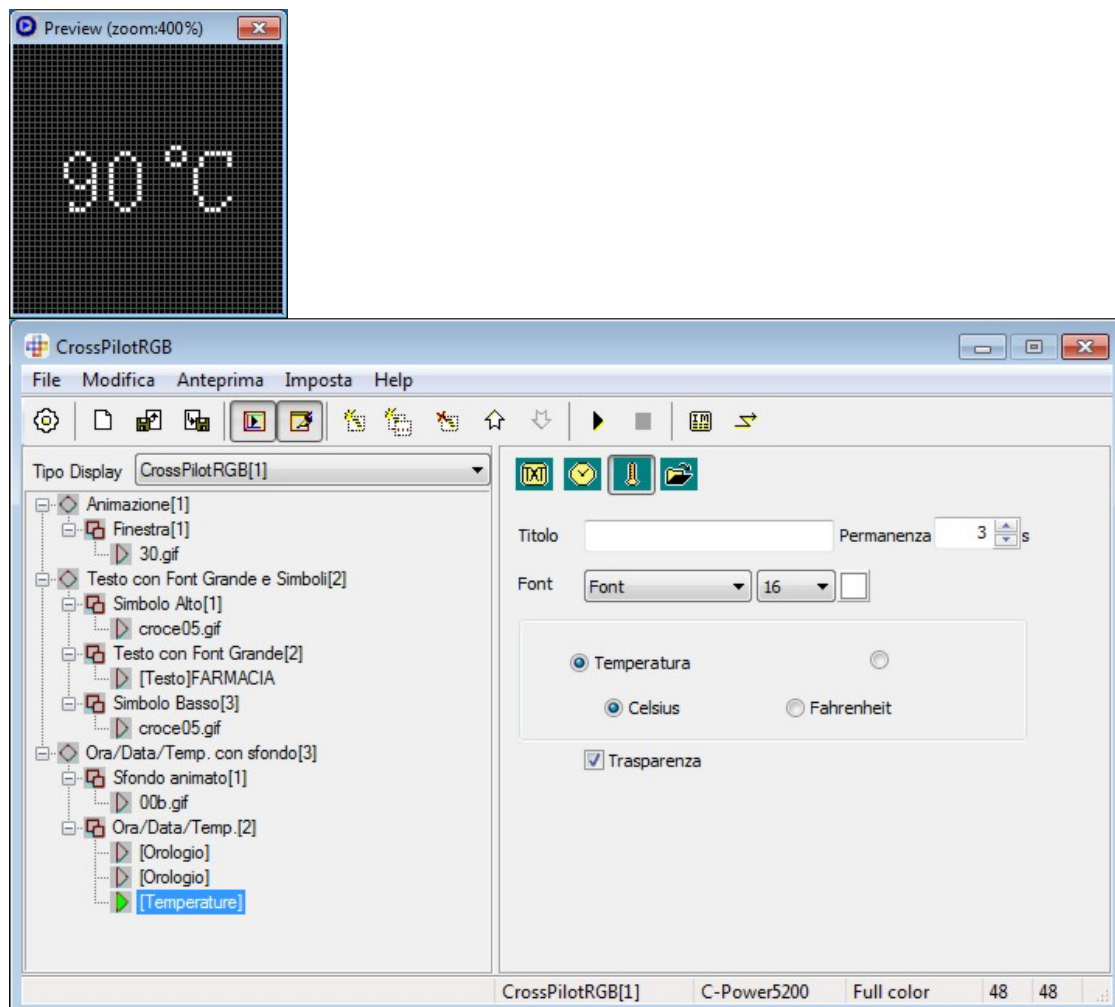 Preview (zoom:400%)
90°C
CrossPilotRGB
File Modifica Anteprima Imposta Help
Tipo Display CrossPilotRGB[1]
Animazione[1]
Finestra[1]
30.gif
Testo con Font Grande e Simboli[2]
Simbolo Alto[1]
croce05.gif
Testo con Font Grande[2]
[Testo]FARMACIA
Simbolo Basso[3]
croce05.gif
Ora/Data/Temp. con sfondo[3]
Sfondo animato[1]
00b.gif
Ora/Data/Temp.[2]
[Orologio]
[Orologio]
[Temperature]
TXT
Titolo Permanenza 3 s
Font Font 16
Temperatura
Celsius Fahrenheit
Trasparenza
CrossPilotRGB[1] C-Power5200 Full color 48 48